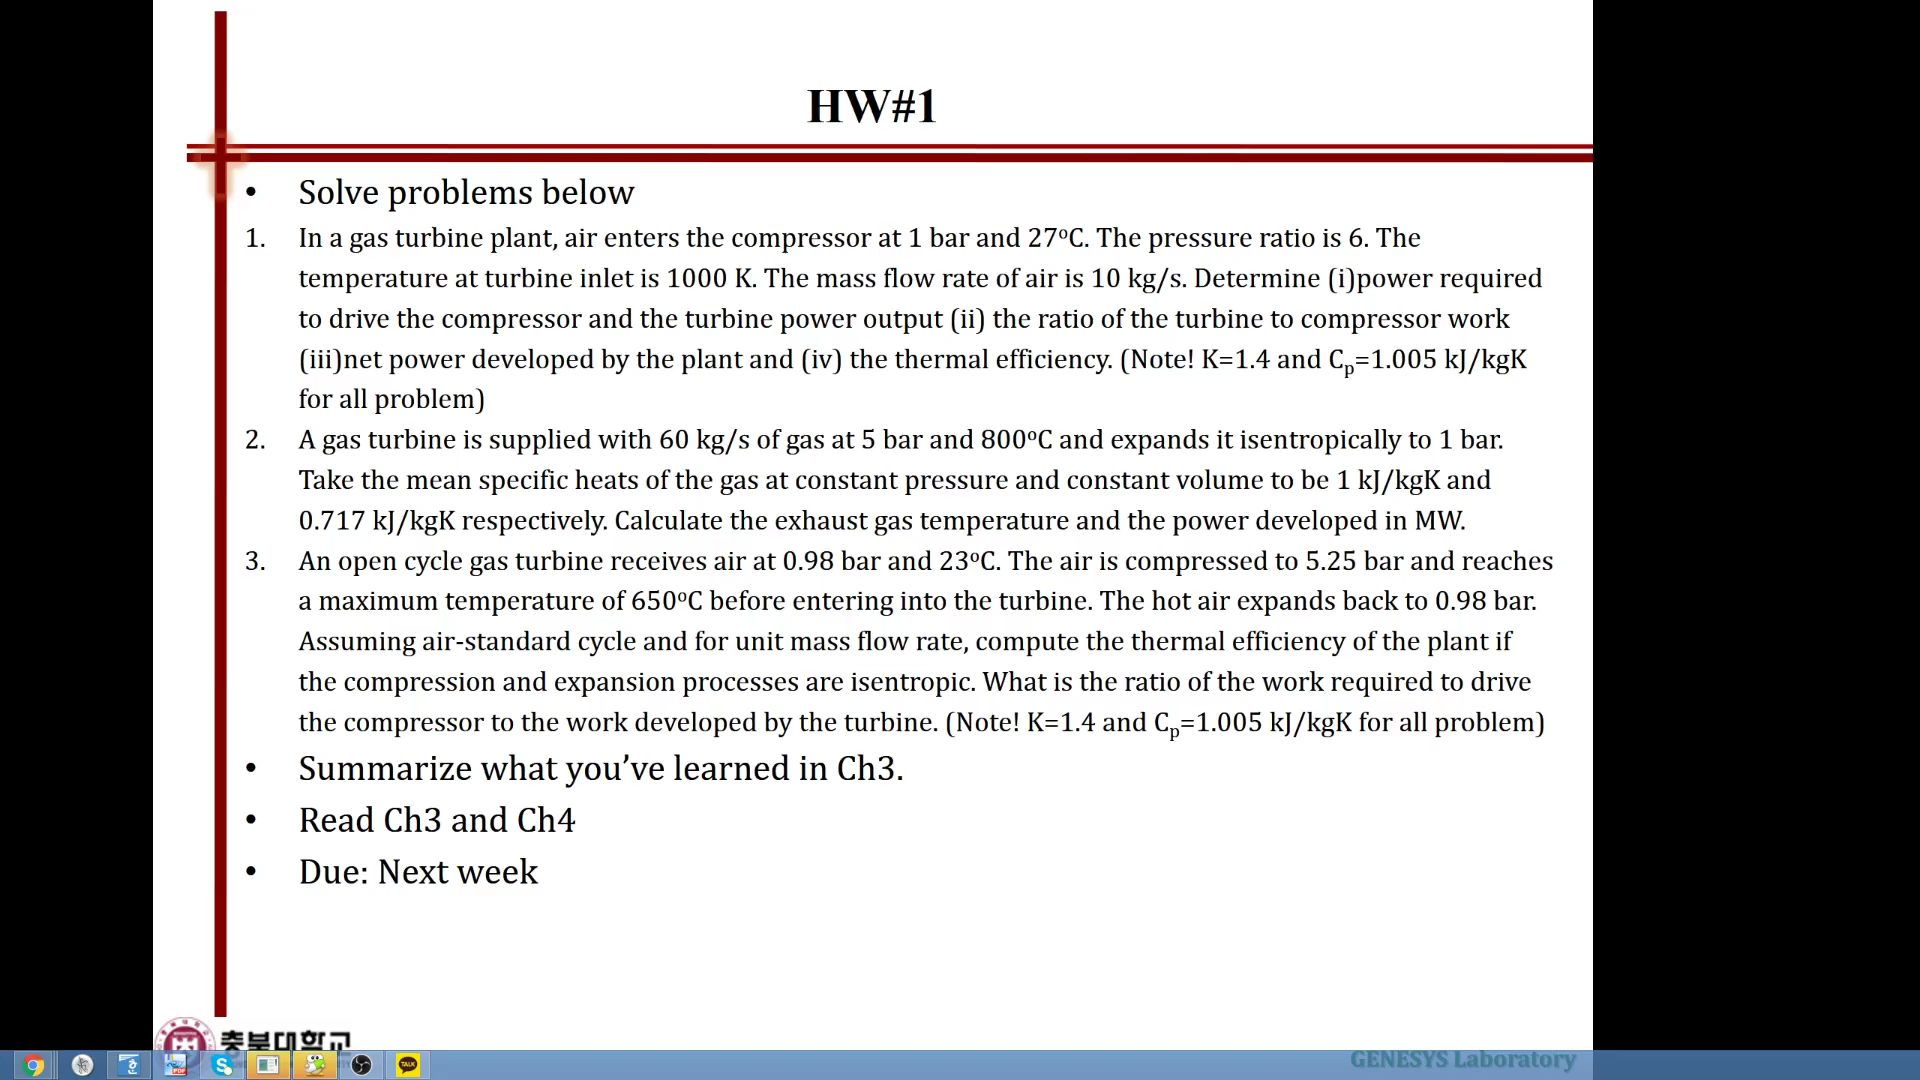 HW#1
• Solve problems below
1. In a gas turbine plant, air enters the compressor at 1 bar and 27ºC. The pressure ratio is 6. The
temperature at turbine inlet is 1000 K. The mass flow rate of air is 10 kg/s. Determine (i)power required
to drive the compressor and the turbine power output (ii) the ratio of the turbine to compressor work
(iii)net power developed by the plant and (iv) the thermal efficiency. (Note! K=1.4 and Cp=1.005 kJ/kgK
for all problem)
2. A gas turbine is supplied with 60 kg/s of gas at 5 bar and 800ºC and expands it isentropically to 1 bar.
Take the mean specific heats of the gas at constant pressure and constant volume to be 1 kJ/kgK and
0.717 kJ/kgK respectively. Calculate the exhaust gas temperature and the power developed in MW.
3. An open cycle gas turbine receives air at 0.98 bar and 23ºC. The air is compressed to 5.25 bar and reaches
a maximum temperature of 650ºC before entering into the turbine. The hot air expands back to 0.98 bar.
Assuming air-standard cycle and for unit mass flow rate, compute the thermal efficiency of the plant if
the compression and expansion processes are isentropic. What is the ratio of the work required to drive
the compressor to the work developed by the turbine. (Note! K=1.4 and Cp=1.005 kJ/kgK for all problem)
• Summarize what you’ve learned in Ch3.
• Read Ch3 and Ch4
• Due: Next week
충북대학교
GENESYS Laboratory
TALK